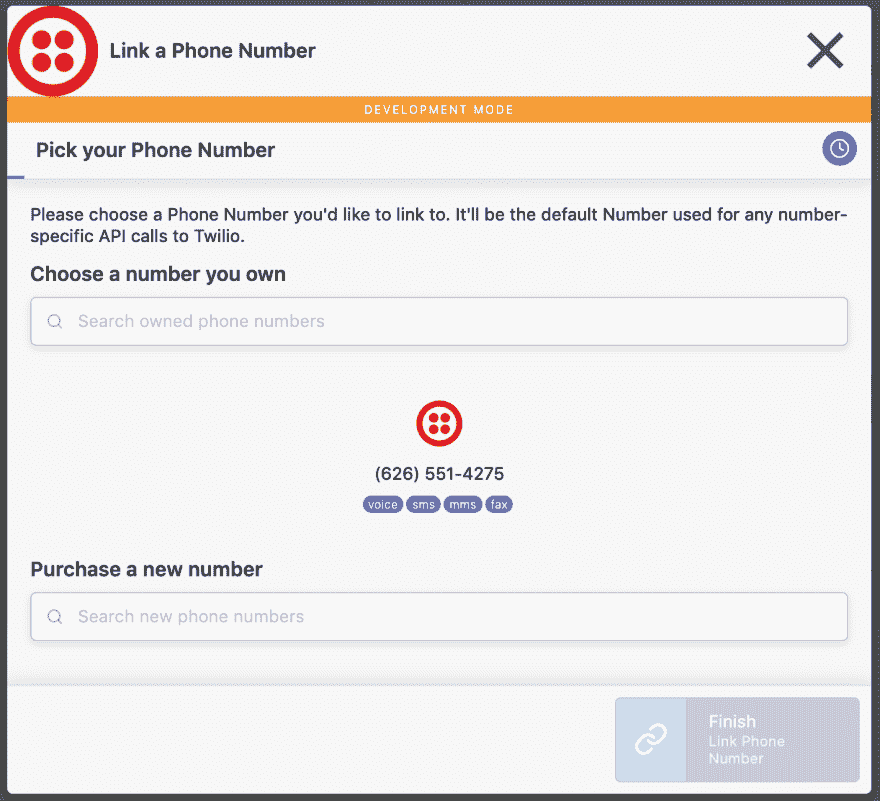 Link a Phone Number
DEVELOPMENT MODE
Pick your Phone Number
Please choose a Phone Number you'd like to link to. It'll be the default Number used for any number-
specific API calls to Twilio.
Choose a number you own
Search owned phone numbers
(626) 551-4275
voice sms mms fax
Purchase a new number
Search new phone numbers
Finish
Link Phone
Number